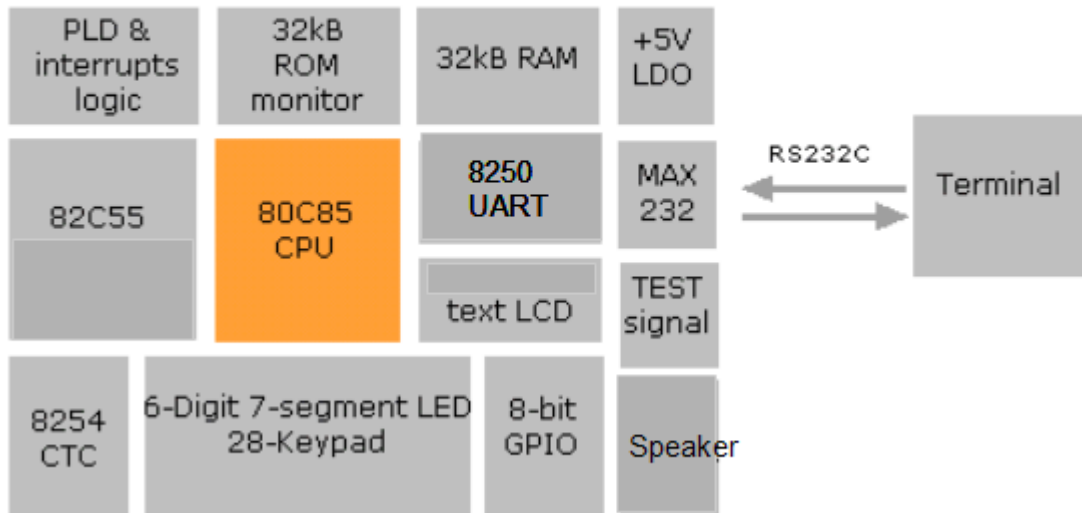 PLD &
interrupts
logic
32kB
ROM
monitor
32kB RAM
+5V
LDO
82C55
80C85
CPU
8250
UART
MAX
232
RS232C
Terminal
text LCD
TEST
signal
8254
CTC
6-Digit 7-segment LED
28-Keypad
8-bit
GPIO
Speaker